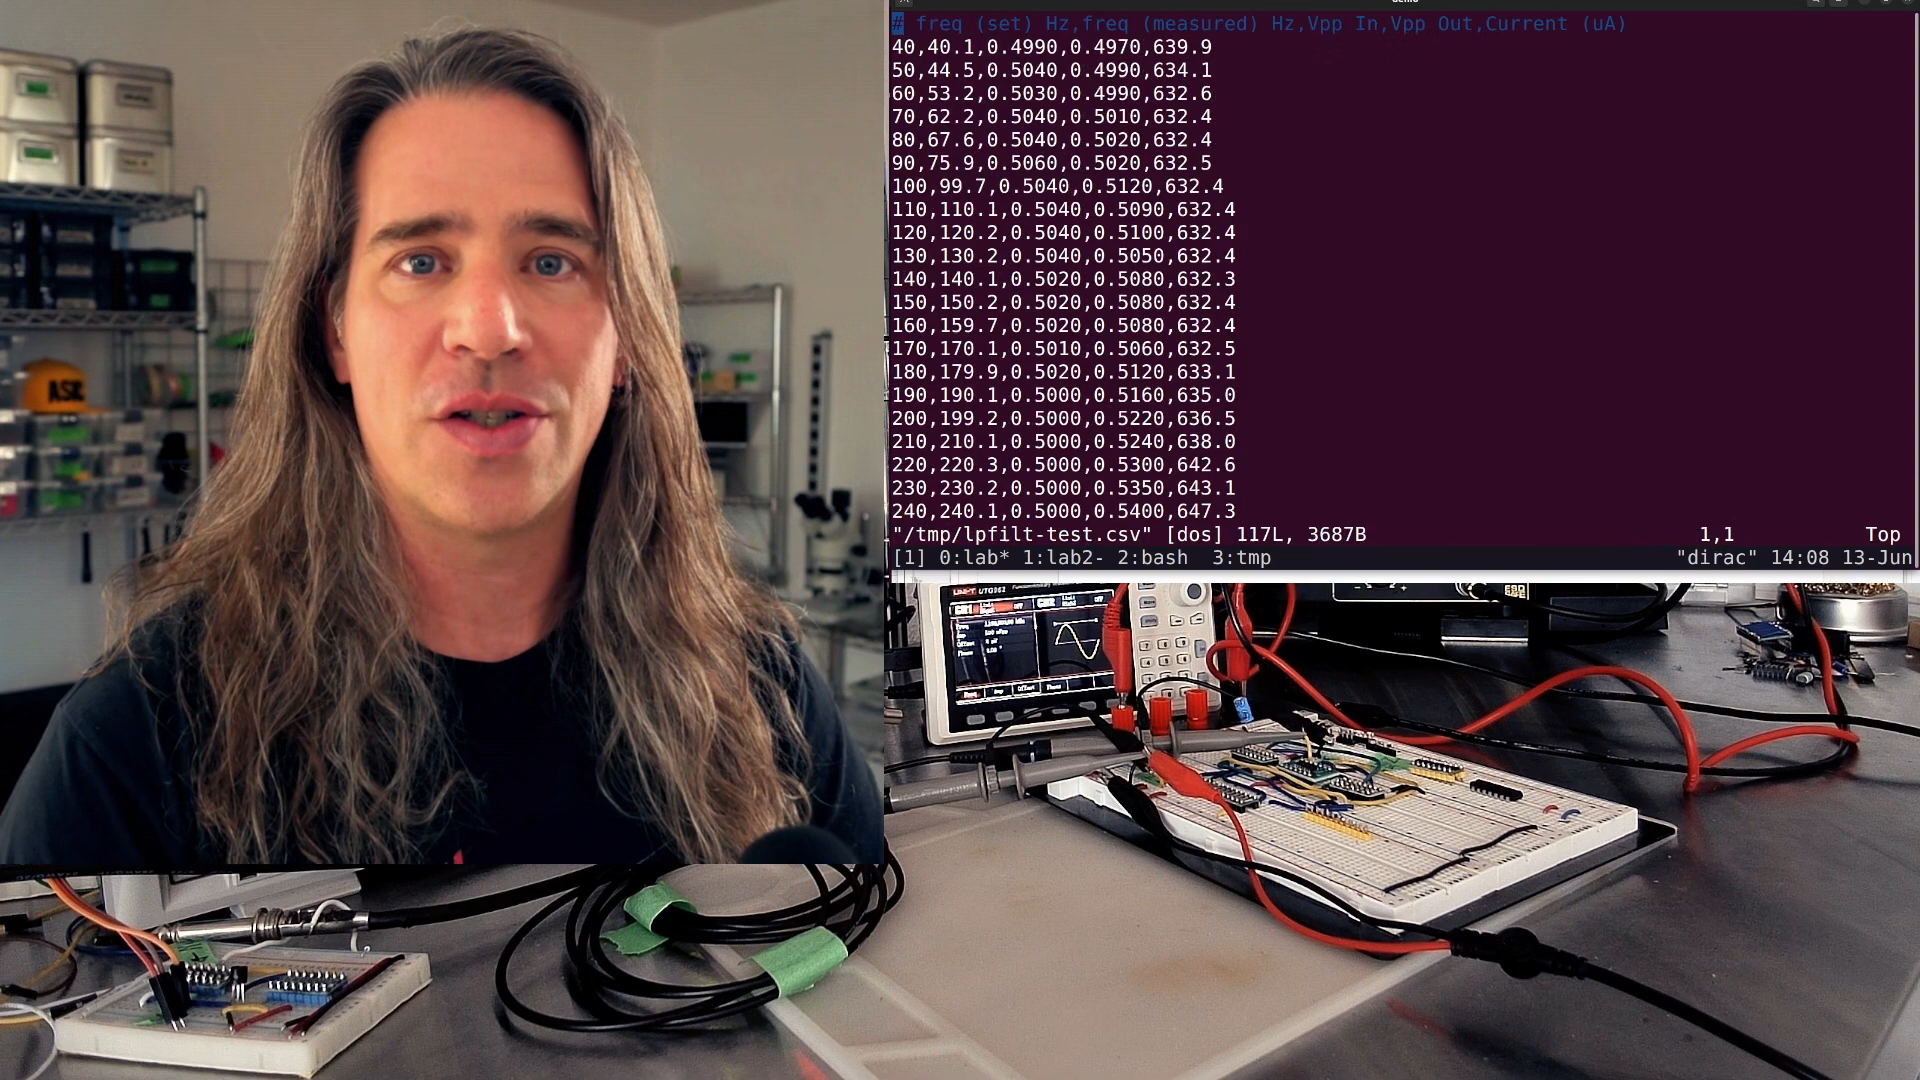 # freq (set) Hz,freq (measured) Hz,Vpp In,Vpp Out,Current (uA)
40,40.1,0.4990,0.4970,639.9
50,44.5,0.5040,0.4990,634.1
60,53.2,0.5030,0.4990,632.6
70,62.2,0.5040,0.5010,632.4
80,67.6,0.5040,0.5020,632.4
90,75.9,0.5060,0.5020,632.5
100,99.7,0.5040,0.5120,632.4
110,110.1,0.5040,0.5090,632.4
120,120.2,0.5040,0.5100,632.4
130,130.2,0.5040,0.5050,632.4
140,140.1,0.5020,0.5080,632.3
150,150.2,0.5020,0.5080,632.4
160,159.7,0.5020,0.5080,632.4
170,170.1,0.5010,0.5060,632.5
180,179.9,0.5020,0.5120,633.1
190,190.1,0.5000,0.5160,635.0
200,199.2,0.5000,0.5220,636.5
210,210.1,0.5000,0.5240,638.0
220,220.3,0.5000,0.5300,642.6
230,230.2,0.5000,0.5350,643.1
240,240.1,0.5000,0.5400,647.3
"/tmp/lpfilt-test.csv" [dos] 117L, 3687B 1,1 Top
[1] 0:lab* 1:lab2- 2:bash 3:tmp "dirac" 14:08 13-Jun
UNI-T UTG962
CH1
CH2
Freq
Offset
Phase